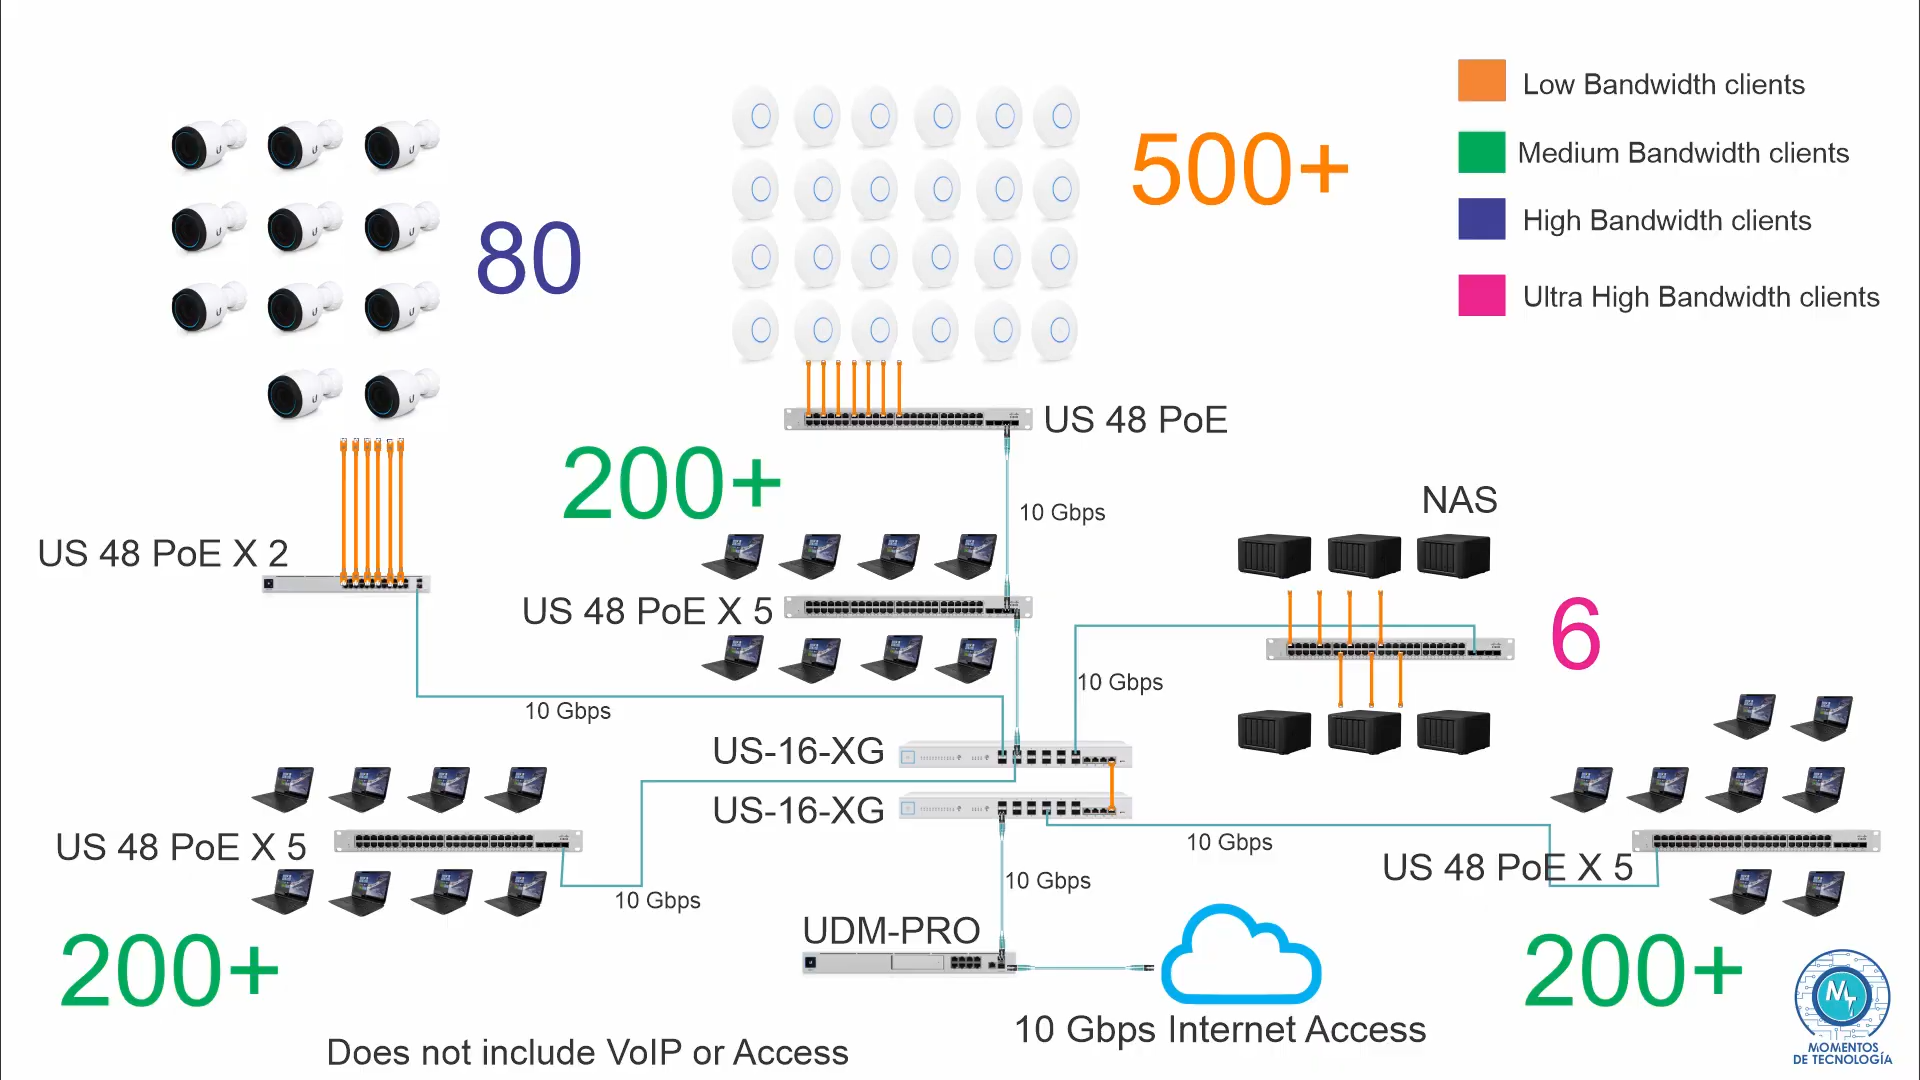 Low Bandwidth clients
Medium Bandwidth clients
High Bandwidth clients
Ultra High Bandwidth clients
500+
80
US 48 PoE
200+
10 Gbps
NAS
US 48 PoE X 2
US 48 PoE X 5
6
10 Gbps
10 Gbps
US-16-XG
US-16-XG
US 48 PoE X 5
10 Gbps
US 48 PoE X 5
10 Gbps
10 Gbps
UDM-PRO
200+
200+
10 Gbps Internet Access
Does not include VoIP or Access
MT
MOMENTOS
DE TECNOLOGÍA